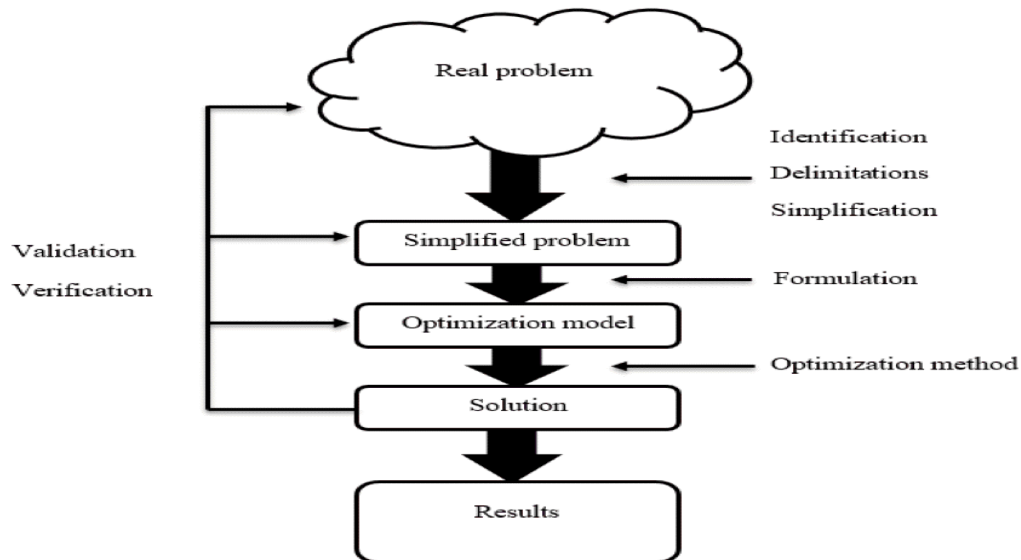 Real problem
Identification
Delimitations
Simplification
Simplified problem
Validation
Verification
Formulation
Optimization model
Optimization method
Solution
Results